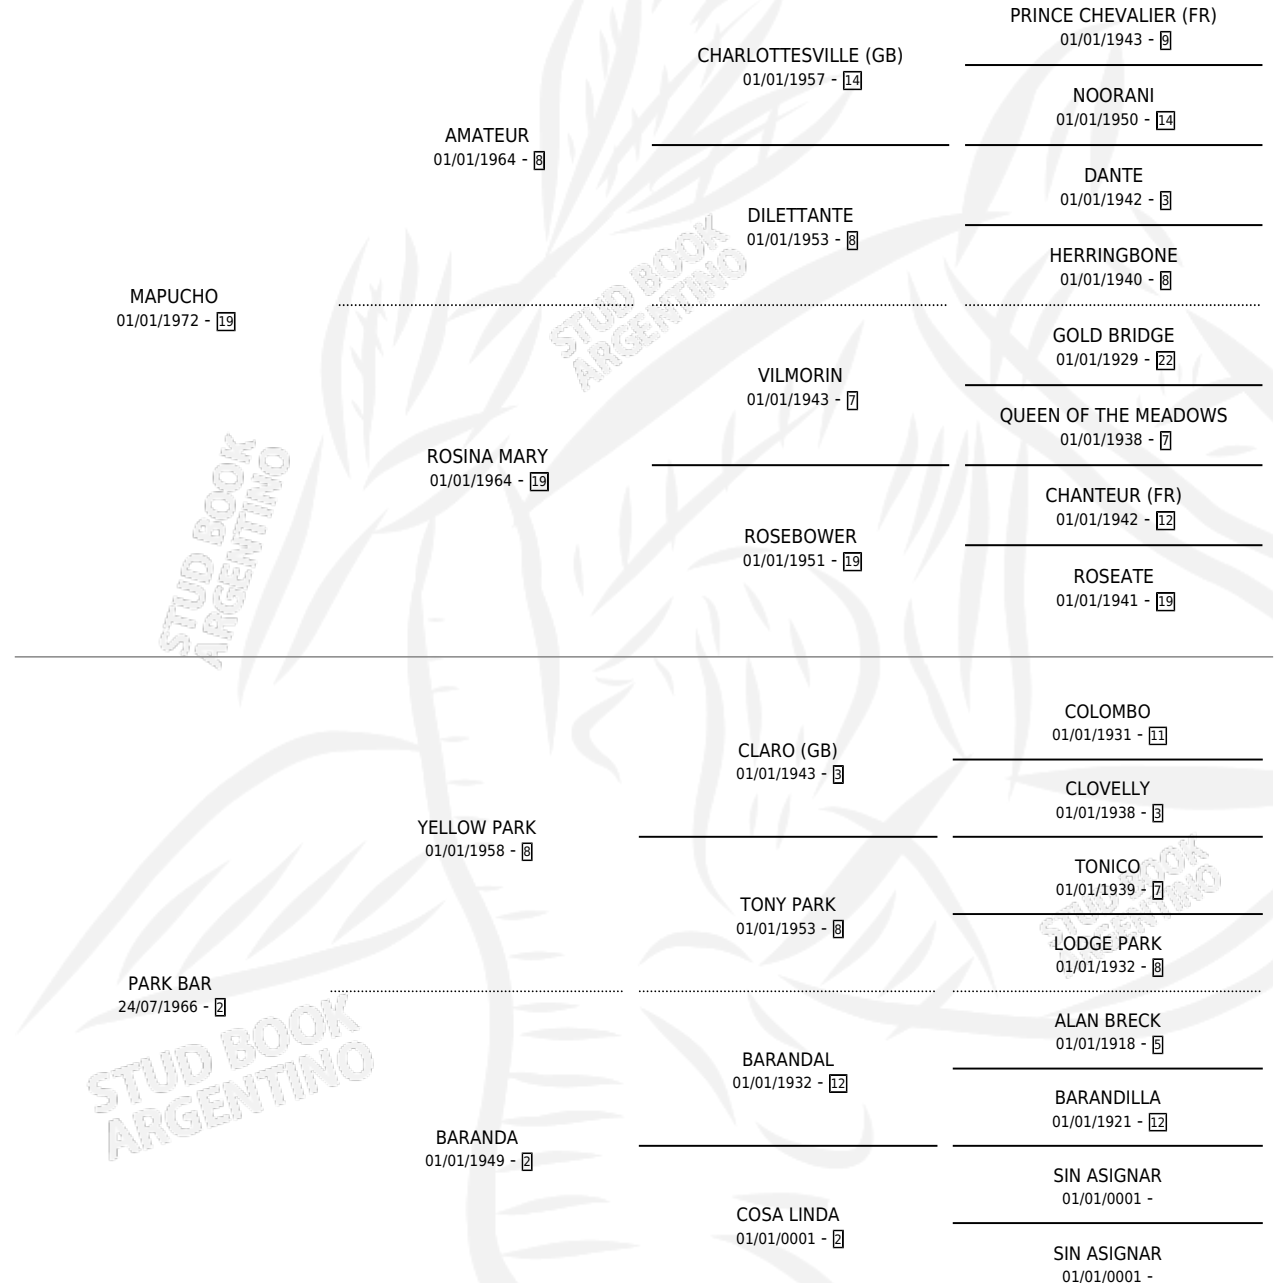 PRINCE CHEVALIER (FR)
01/01/1943 - 9
CHARLOTTESVILLE (GB)
01/01/1957 - 14
NOORANI
01/01/1950 - 14
AMATEUR
01/01/1964 - 8
DANTE
01/01/1942 - 3
DILETTANTE
01/01/1953 - 8
HERRINGBONE
01/01/1940 - 8
MAPUCHO
01/01/1972 - 19
GOLD BRIDGE
01/01/1929 - 22
VILMORIN
01/01/1943 - 7
QUEEN OF THE MEADOWS
01/01/1938 - 7
ROSINA MARY
01/01/1964 - 19
CHANTEUR (FR)
01/01/1942 - 12
ROSEBOWER
01/01/1951 - 19
ROSEATE
01/01/1941 - 19
COLOMBO
01/01/1931 - 11
CLARO (GB)
01/01/1943 - 3
CLOVELLY
01/01/1938 - 3
YELLOW PARK
01/01/1958 - 8
TONICO
01/01/1939 - 7
TONY PARK
01/01/1953 - 8
LODGE PARK
01/01/1932 - 8
PARK BAR
24/07/1966 - 2
ALAN BRECK
01/01/1918 - 5
BARANDAL
01/01/1932 - 12
BARANDILLA
01/01/1921 - 12
BARANDA
01/01/1949 - 2
SIN ASIGNAR
01/01/0001 -
COSA LINDA
01/01/0001 - 2
SIN ASIGNAR
01/01/0001 -
STUD BOOK
ARGENTINO
STUD BOOK
ARGENTINO
STUD BOOK
ARGENTINO
STUD BOOK
ARGENTINO